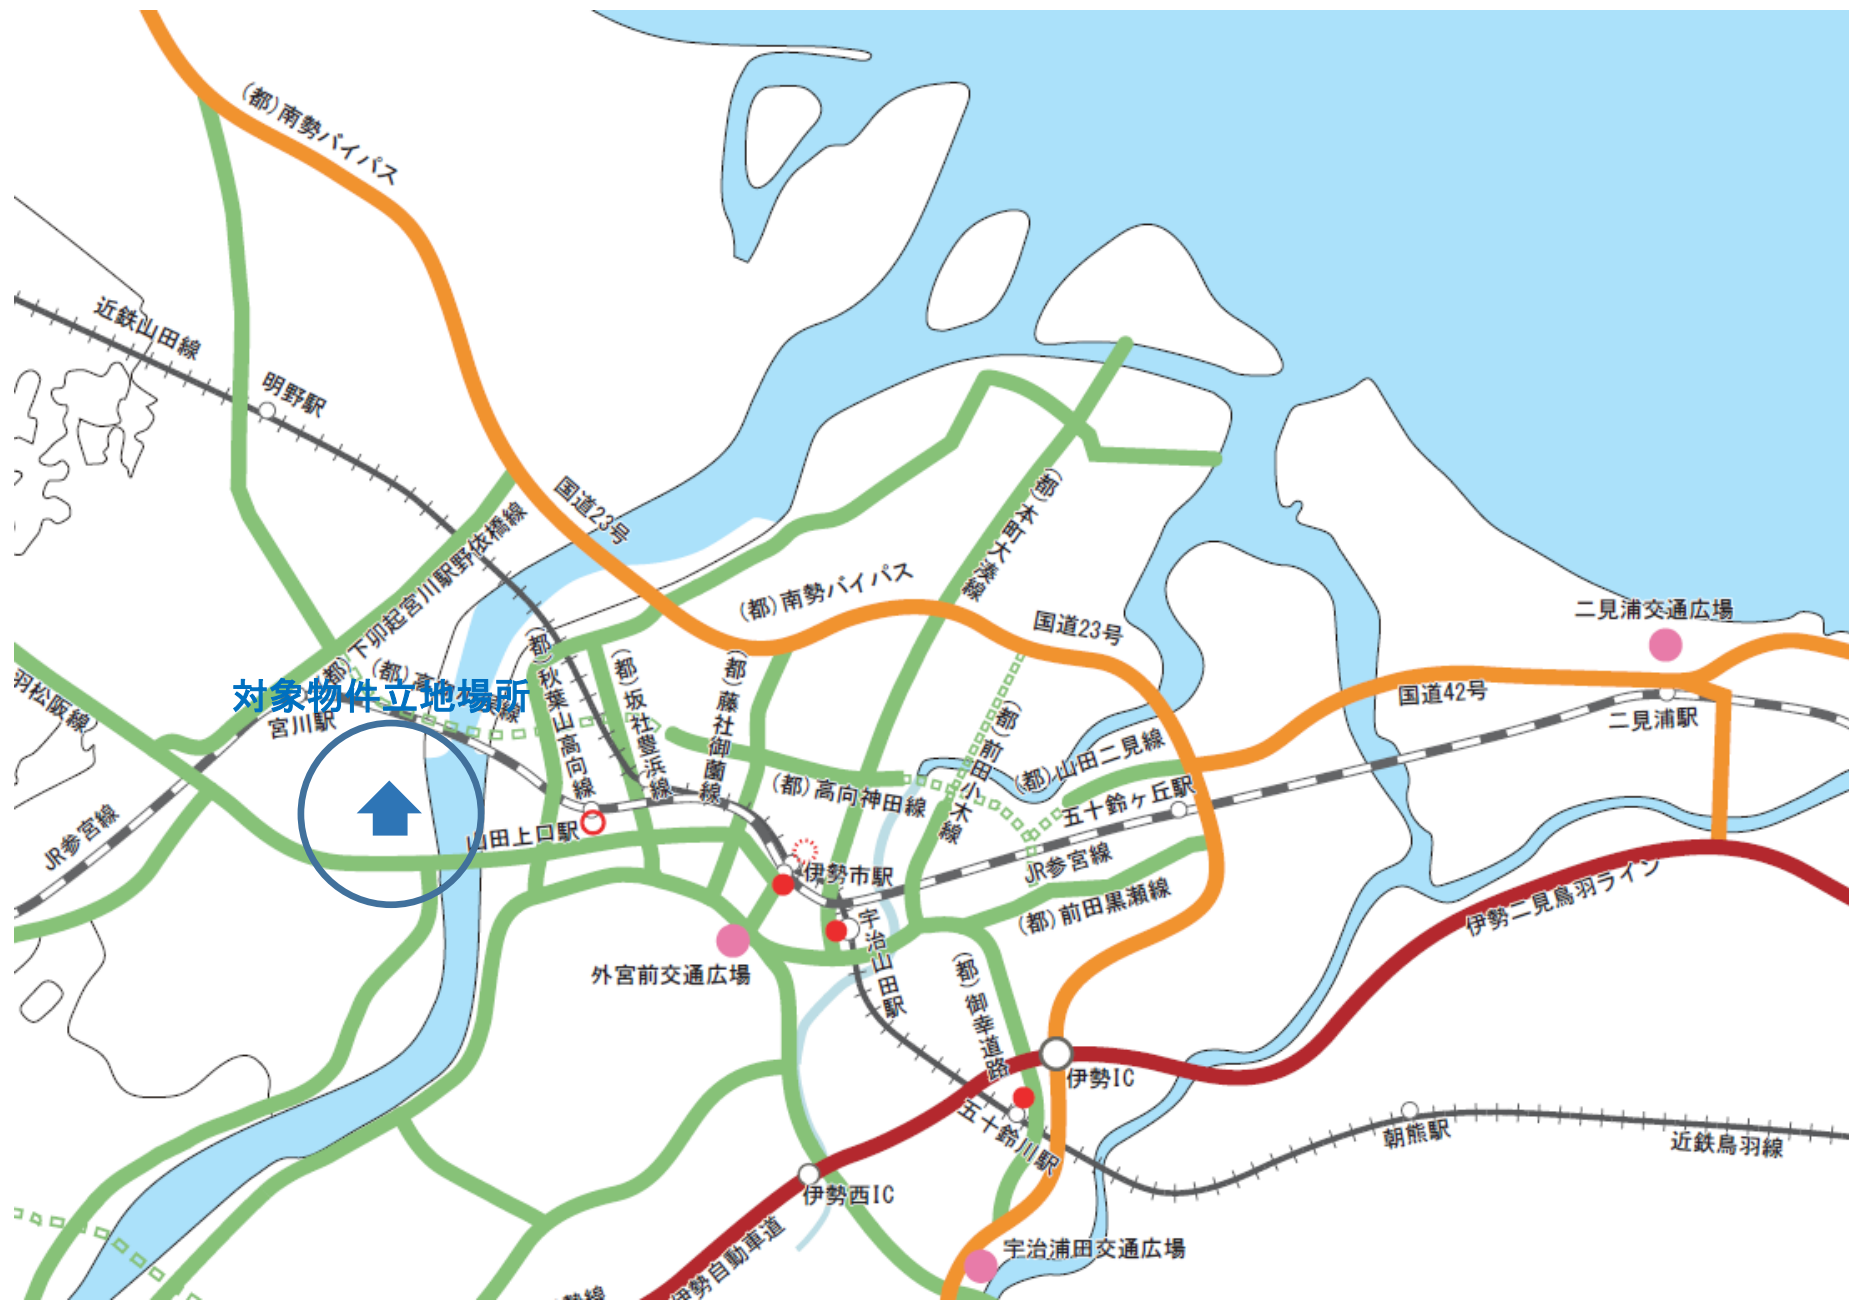 (都)南勢バイパス
近鉄山田線
明野駅
国道23号
(都)下卯起宮川駅野依橋線
(都)本町大湊線
(都)南勢バイパス
国道23号
二見浦交通広場
国道42号
二見浦駅
羽松阪線)
対象物件立地場所
宮川駅
(都)秋葉山高向線
(都)坂社豊浜線
(都)藤社御薗線
(都)前田小木線
(都)山田二見線
(都)高向神田線
五十鈴ヶ丘駅
JR参宮線
山田上口駅
伊勢市駅
JR参宮線
(都)前田黒瀬線
伊勢二見鳥羽ライン
宇治山田駅
外宮前交通広場
(都)御幸道路
伊勢IC
五十鈴川駅
朝熊駅
近鉄鳥羽線
伊勢西IC
伊勢自動車道
宇治浦田交通広場